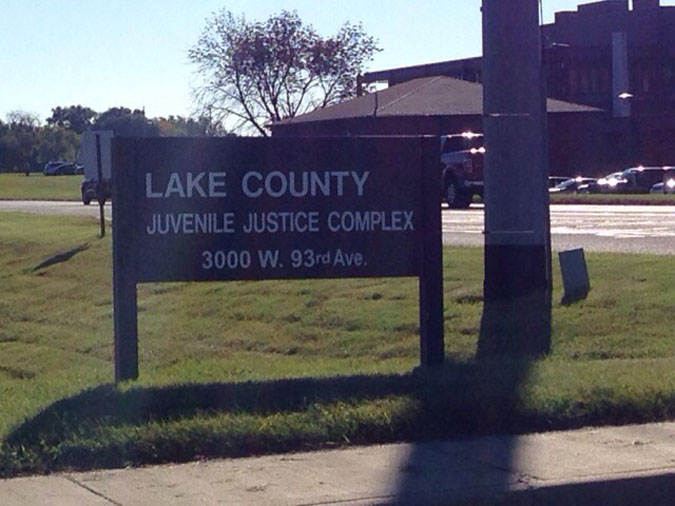 LAKE COUNTY
JUVENILE JUSTICE COMPLEX
3000 W. 93rd Ave.